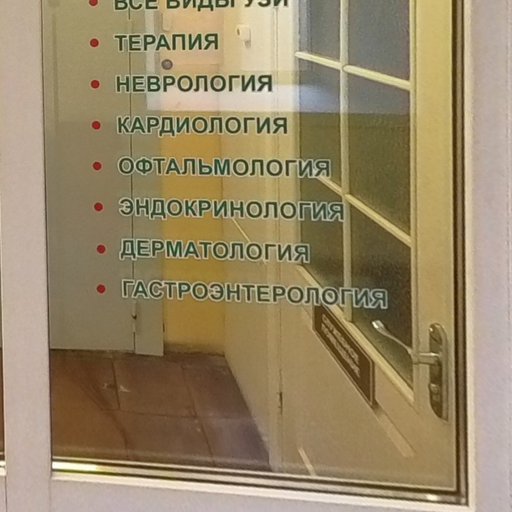 ВСЕ ВИДЫ УЗИ
ТЕРАПИЯ
НЕВРОЛОГИЯ
КАРДИОЛОГИЯ
ОФТАЛЬМОЛОГИЯ
ЭНДОКРИНОЛОГИЯ
ДЕРМАТОЛОГИЯ
ГАСТРОЭНТЕРОЛОГИЯ